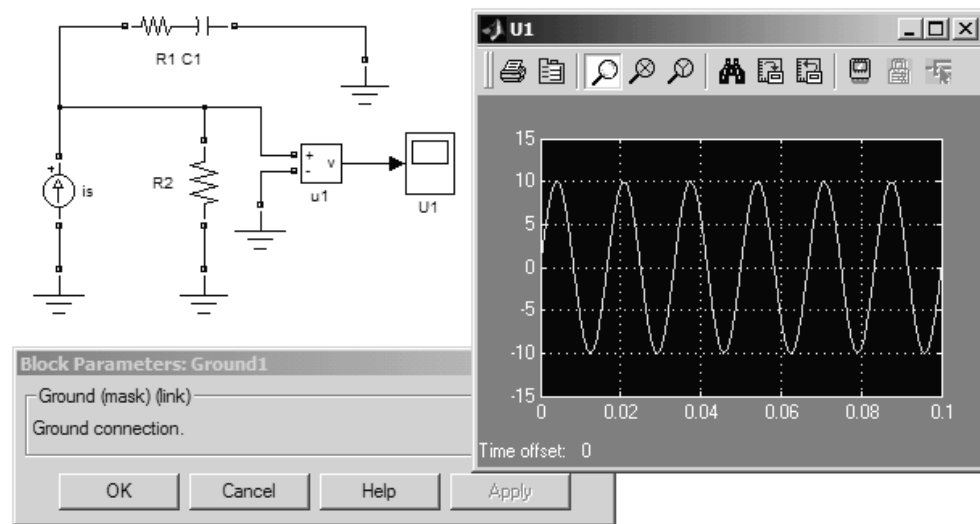 R1 C1
+
is
R2
+
-
v
u1
U1
U1
15
10
5
0
-5
-10
-15
0
0.02
0.04
0.06
0.08
0.1
Time offset: 0
Block Parameters: Ground1
Ground (mask) (link)
Ground connection.
OK
Cancel
Help
Apply